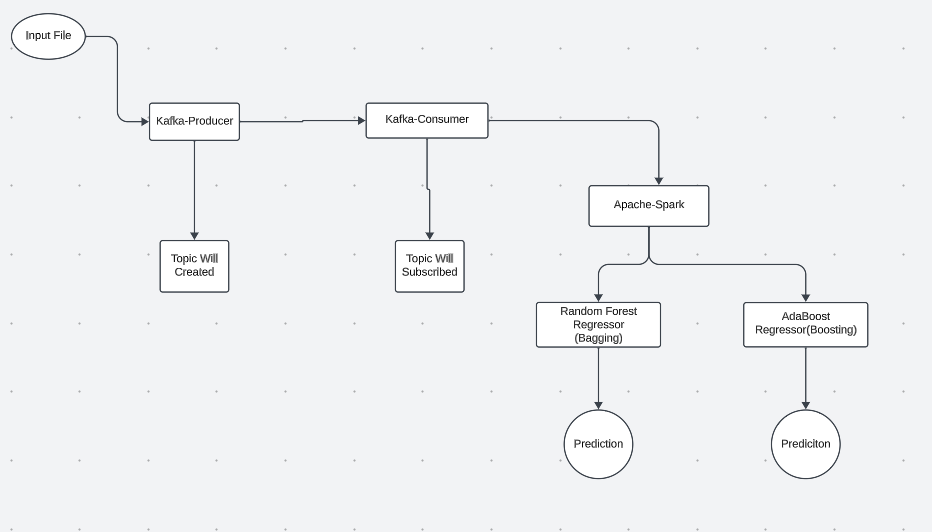 Input File
Kafka-Producer
Kafka-Consumer
Apache-Spark
Topic Will
Created
Topic Will
Subscribed
Random Forest
Regressor
(Bagging)
AdaBoost
Regressor(Boosting)
Prediction
Prediciton